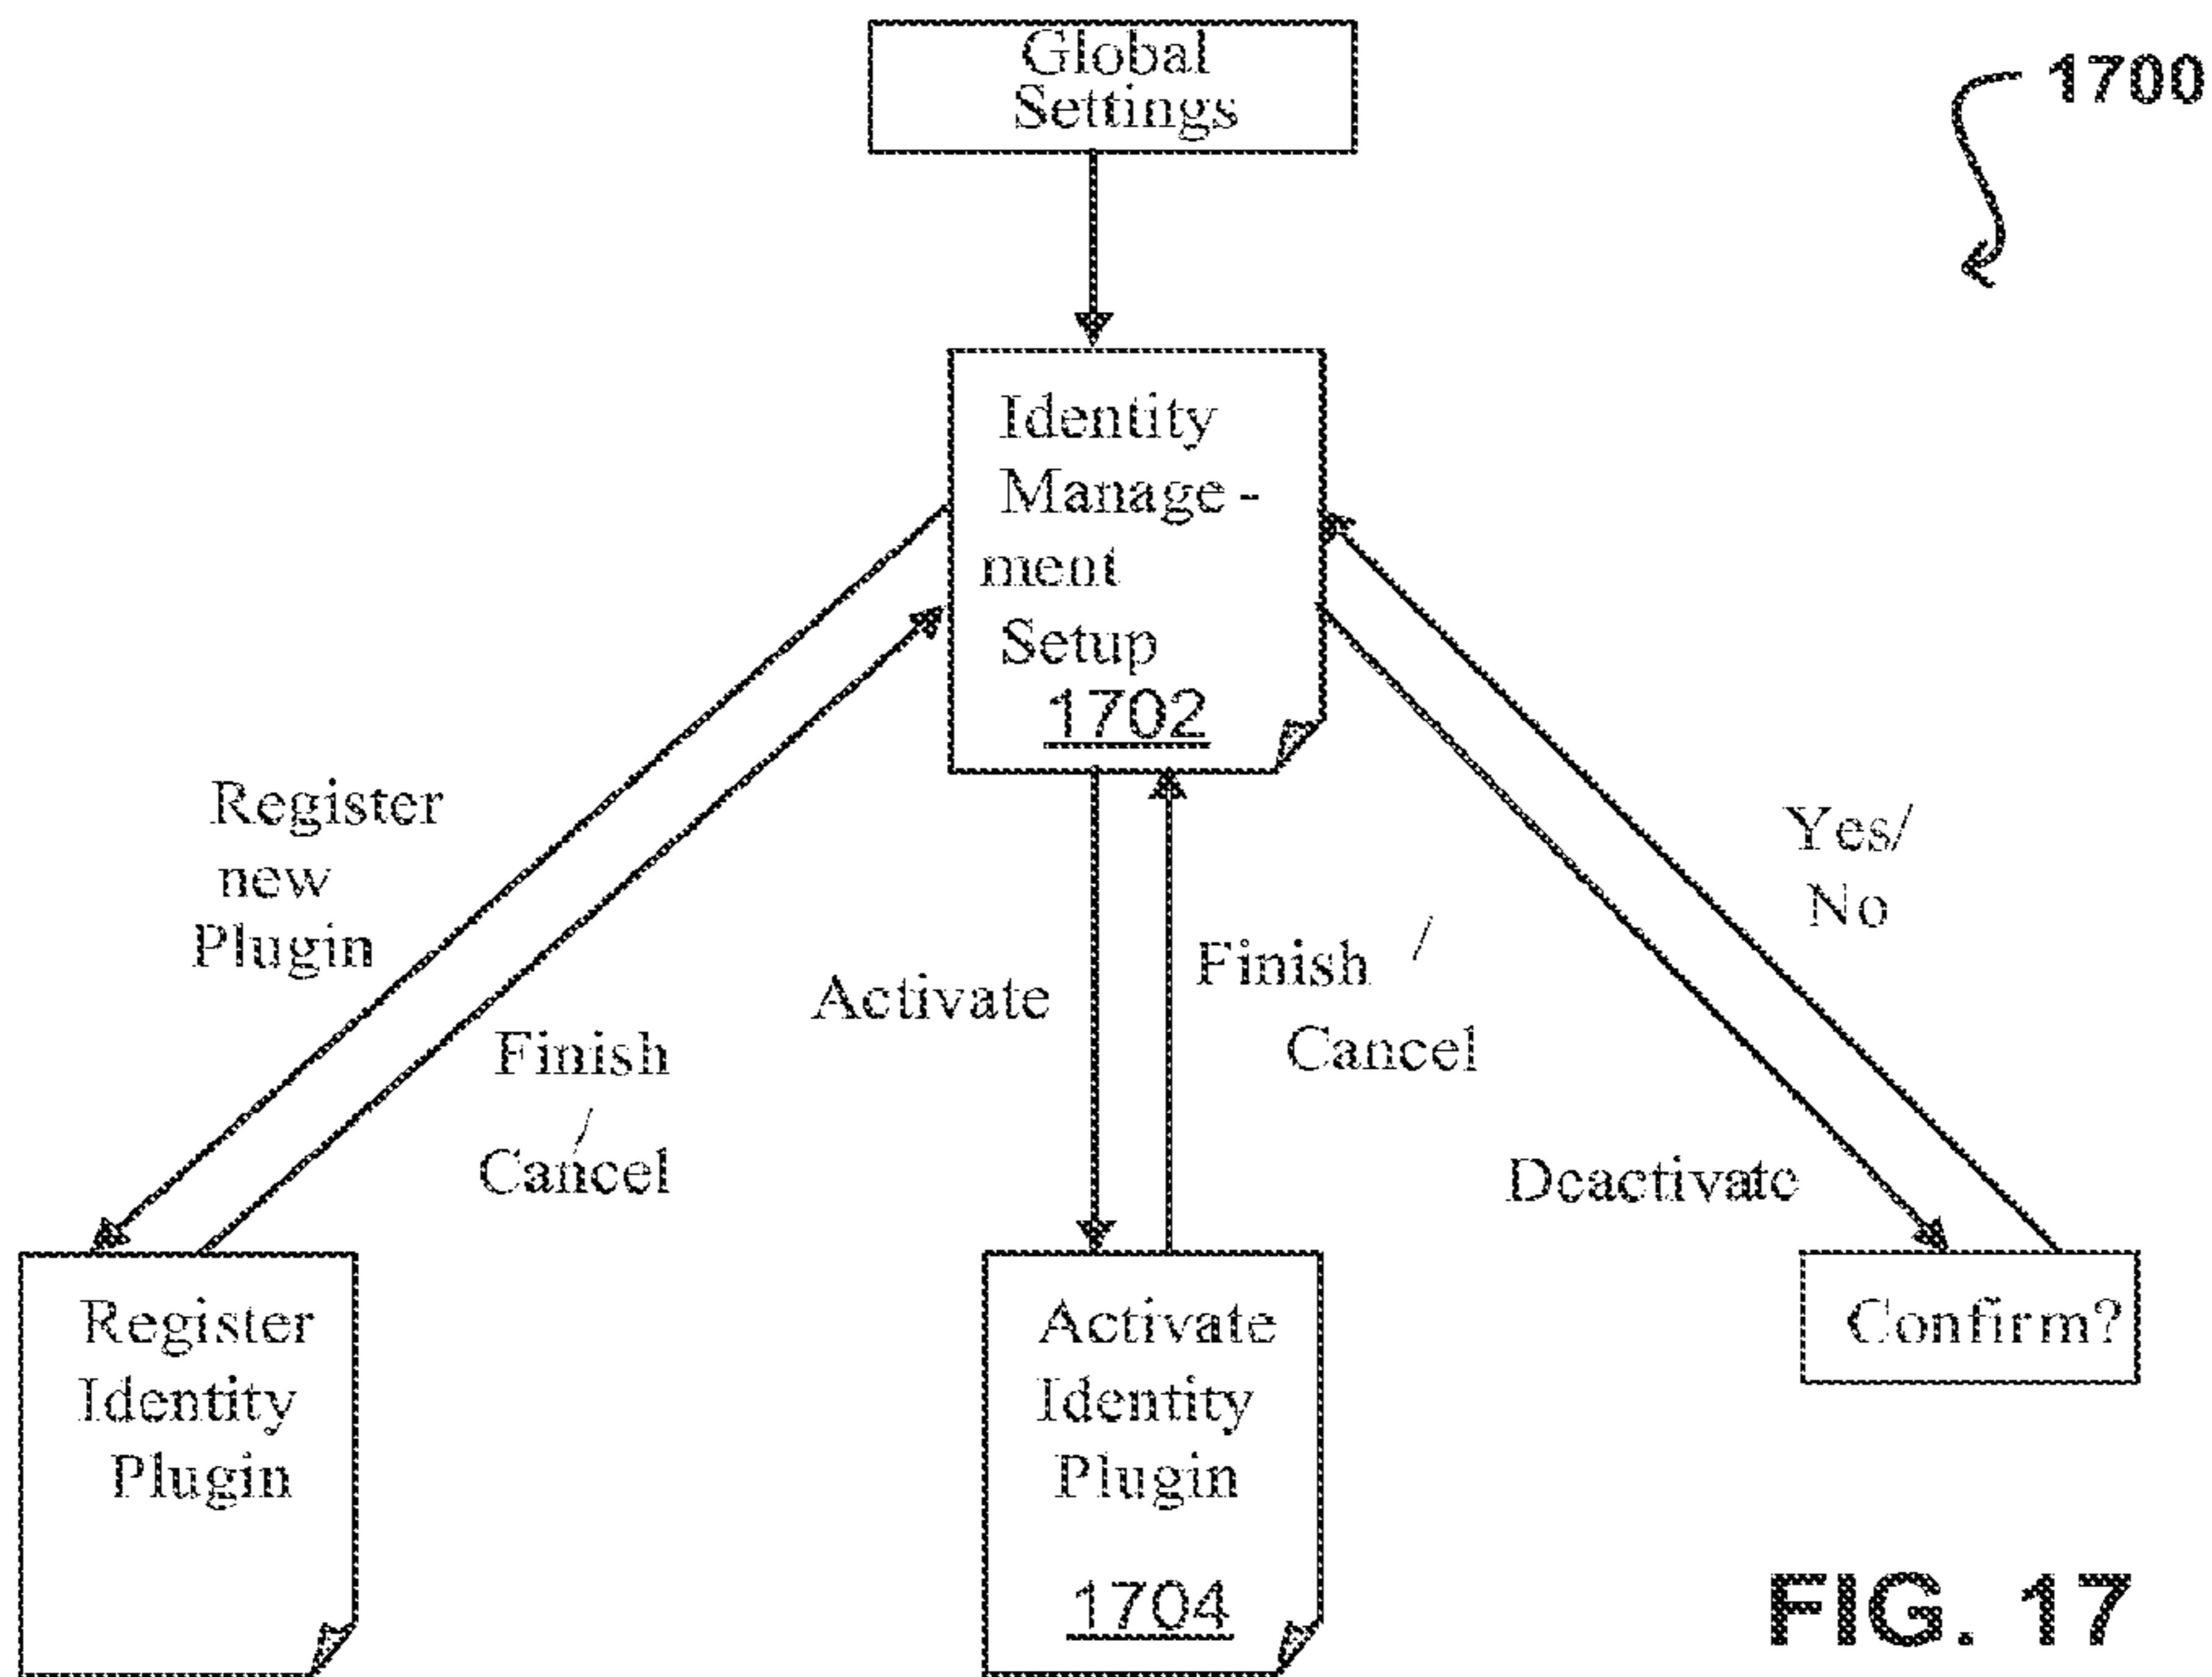 Global
Settings
1700
Identity
Manage-
ment
Setup
1702
Register
new
Plugin
Finish
/
Cancel
Activate
Finish /
Cancel
Yes/
No
Deactivate
Register
Identity
Plugin
Activate
Identity
Plugin
1704
Confirm?
FIG. 17